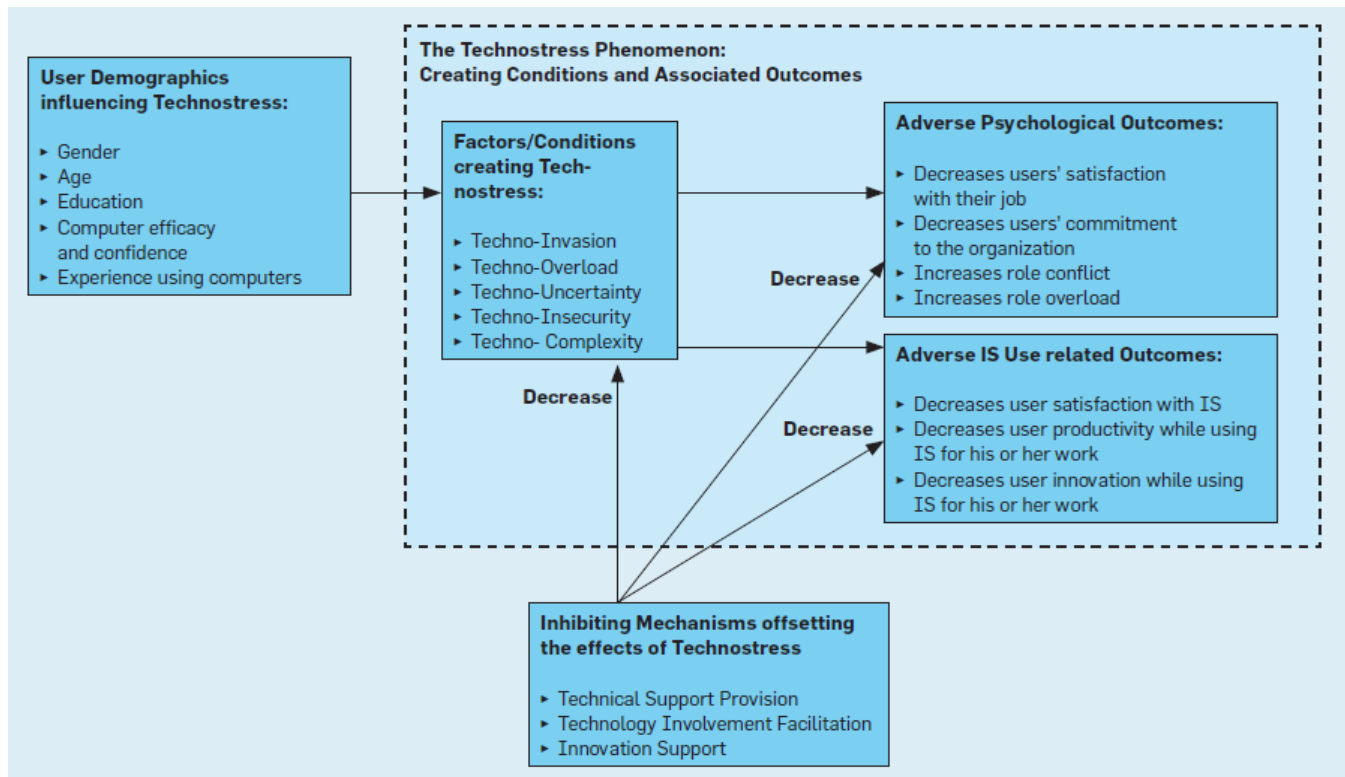 The Technostress Phenomenon:
Creating Conditions and Associated Outcomes
User Demographics
influencing Technostress:
▸ Gender
▸ Age
▸ Education
▸ Computer efficacy
and confidence
▸ Experience using computers
Factors/Conditions
creating Tech-
nostress:
▸ Techno-Invasion
▸ Techno-Overload
▸ Techno-Uncertainty
▸ Techno-Insecurity
▸ Techno- Complexity
Adverse Psychological Outcomes:
▸ Decreases users' satisfaction
with their job
▸ Decreases users' commitment
to the organization
▸ Increases role conflict
▸ Increases role overload
Decrease
Adverse IS Use related Outcomes:
▸ Decreases user satisfaction with IS
▸ Decreases user productivity while using
IS for his or her work
▸ Decreases user innovation while using
IS for his or her work
Decrease
Decrease
Inhibiting Mechanisms offsetting
the effects of Technostress
▸ Technical Support Provision
▸ Technology Involvement Facilitation
▸ Innovation Support